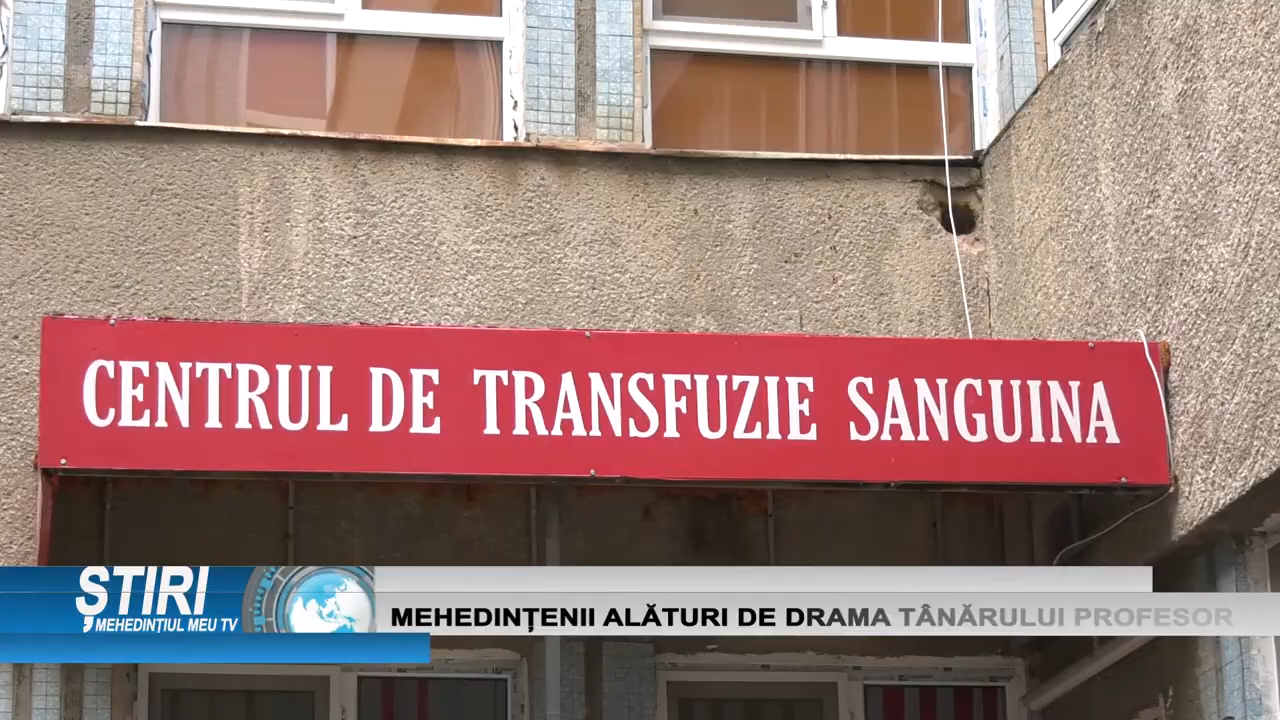 CENTRUL DE TRANSFUZIE SANGUINA
ȘTIRI
MEHEDINȚIUL MEU TV
MEHEDINȚENII ALĂTURI DE DRAMA TÂNĂRULUI PROFESOR